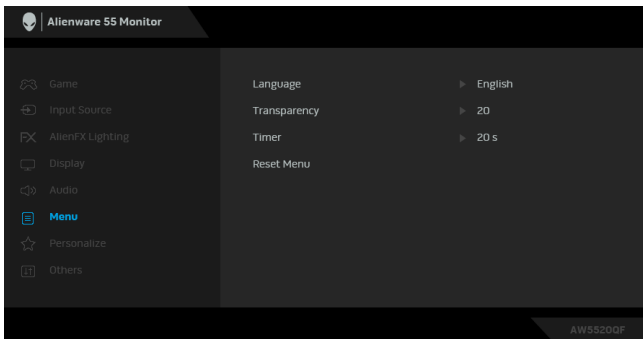 Alienware 55 Monitor
Game
Input Source
AlienFX Lighting
Display
Audio
Menu
Personalize
Others
Language English
Transparency 20
Timer 20 s
Reset Menu
AW5520QF